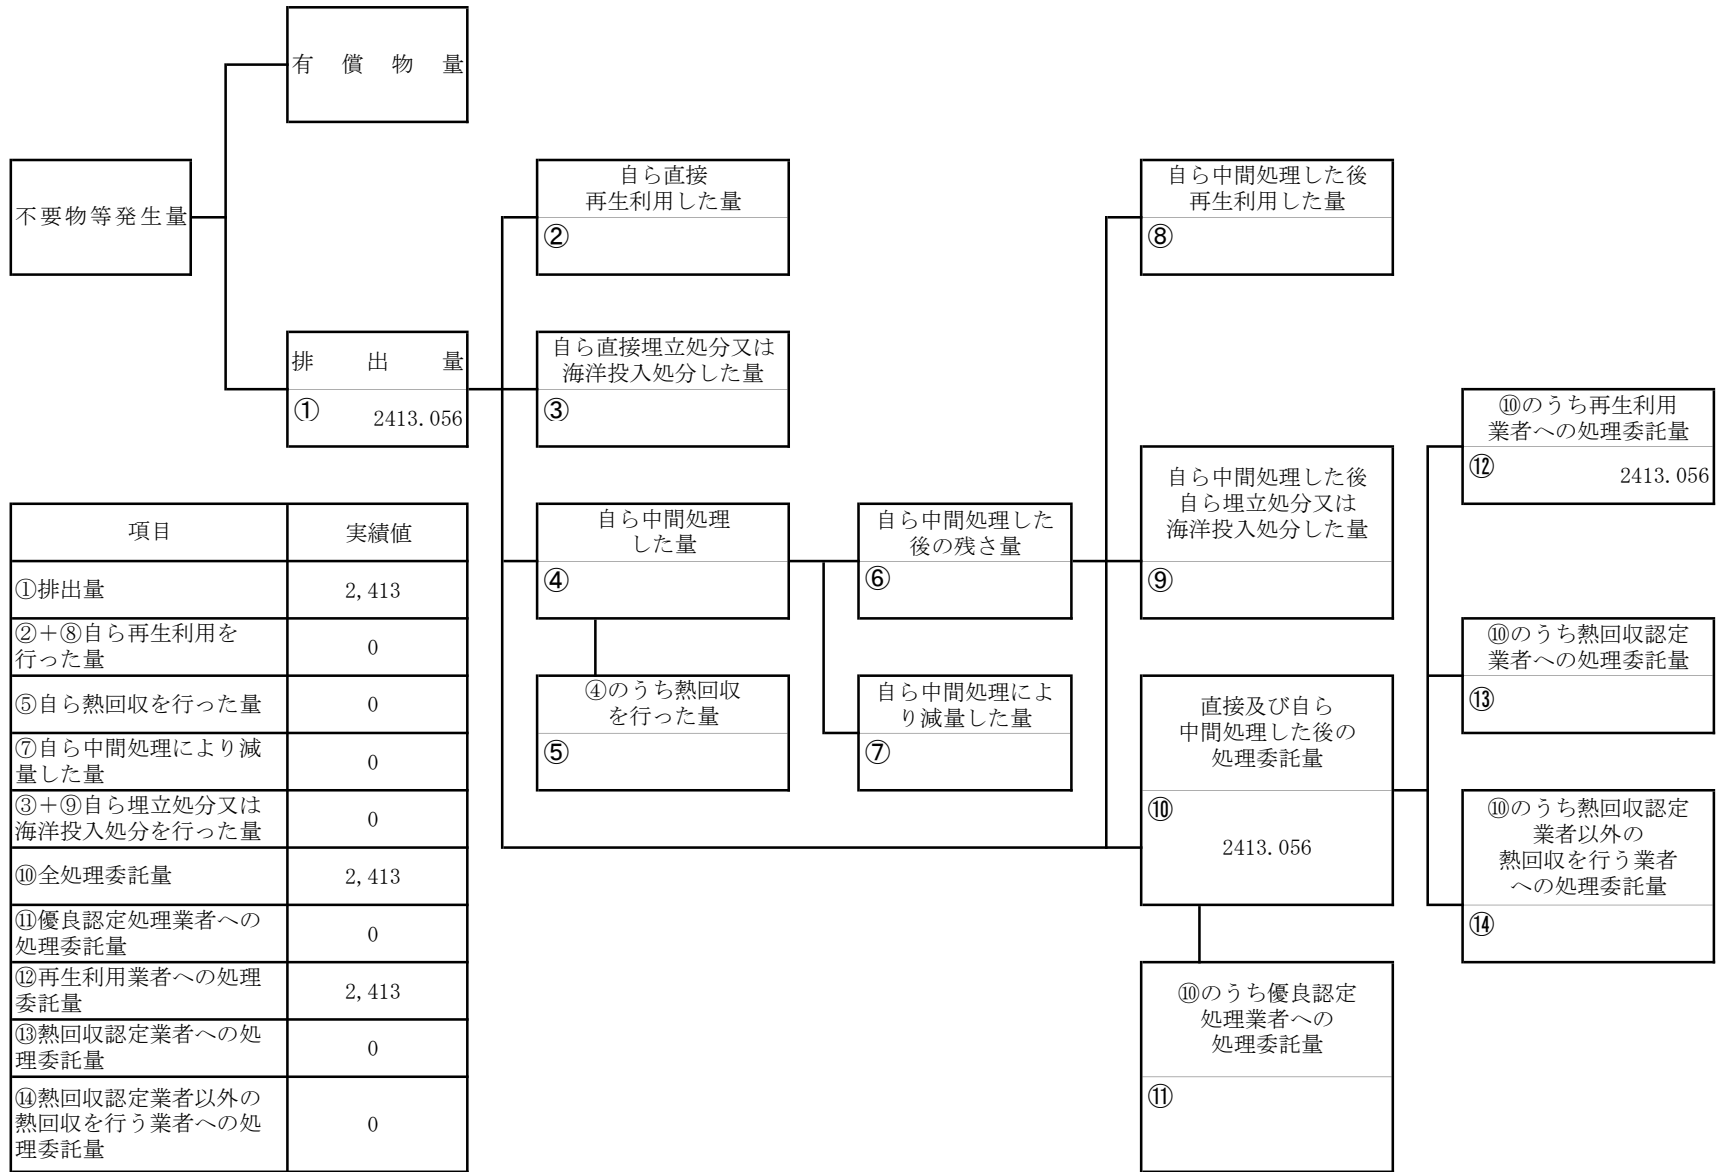 有償物量
不要物等発生量
自ら直接
再生利用した量
②
自ら中間処理した後
再生利用した量
⑧
排出量
① 2413.056
自ら直接埋立処分又は
海洋投入処分した量
③
⑩のうち再生利用
業者への処理委託量
⑫ 2413.056
自ら中間処理
した量
④
自ら中間処理した
後の残さ量
⑥
自ら中間処理した後
自ら埋立処分又は
海洋投入処分した量
⑨
④のうち熱回収
を行った量
⑤
自ら中間処理によ
り減量した量
⑦
直接及び自ら
中間処理した後の
処理委託量
⑩
2413.056
⑩のうち熱回収認定
業者への処理委託量
⑬
⑩のうち熱回収認定
業者以外の
熱回収を行う業者
への処理委託量
⑭
⑩のうち優良認定
処理業者への
処理委託量
⑪
項目 実績値
①排出量 2,413
②＋⑧自ら再生利用を
行った量 0
⑤自ら熱回収を行った量 0
⑦自ら中間処理により減
量した量 0
③＋⑨自ら埋立処分又は
海洋投入処分を行った量 0
⑩全処理委託量 2,413
⑪優良認定処理業者への
処理委託量 0
⑫再生利用業者への処理
委託量 2,413
⑬熱回収認定業者への処
理委託量 0
⑭熱回収認定業者以外の
熱回収を行う業者への処
理委託量 0